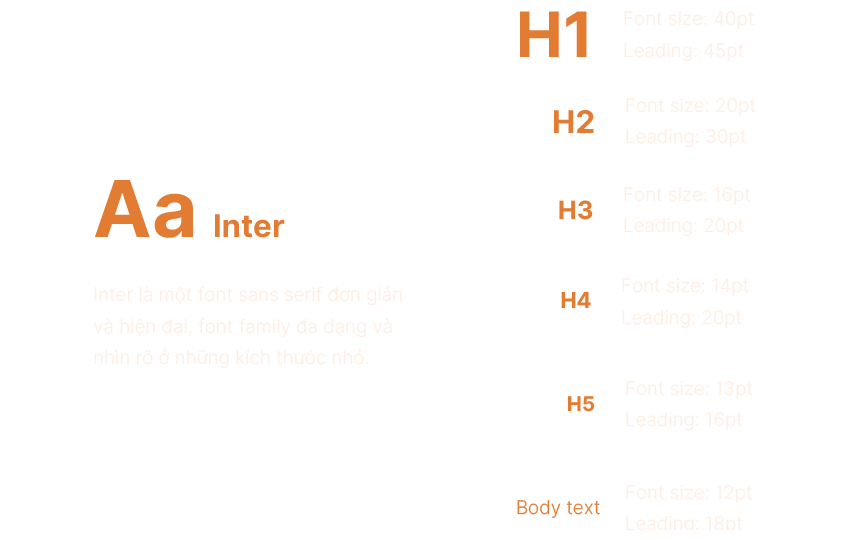 Aa Inter
Inter là một font sans serif đơn giản
và hiện đại, font family đa dạng và
nhìn rõ ở những kích thước nhỏ.
H1
Font size: 40pt
Leading: 45pt
H2
Font size: 20pt
Leading: 30pt
H3
Font size: 16pt
Leading: 20pt
H4
Font size: 14pt
Leading: 20pt
H5
Font size: 13pt
Leading: 16pt
Body text
Font size: 12pt
Leading: 18pt